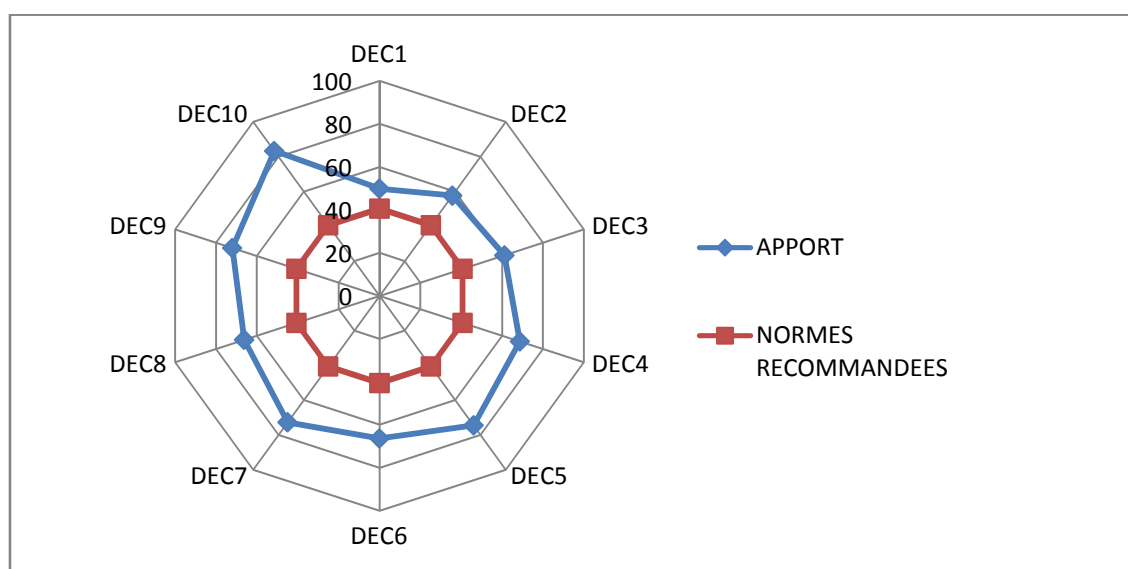 DEC1
100
DEC10
80
DEC2
60
40
DEC9
20
DEC3
0
APPORT
NORMES
RECOMMANDEES
DEC8
DEC4
DEC7
DEC5
DEC6